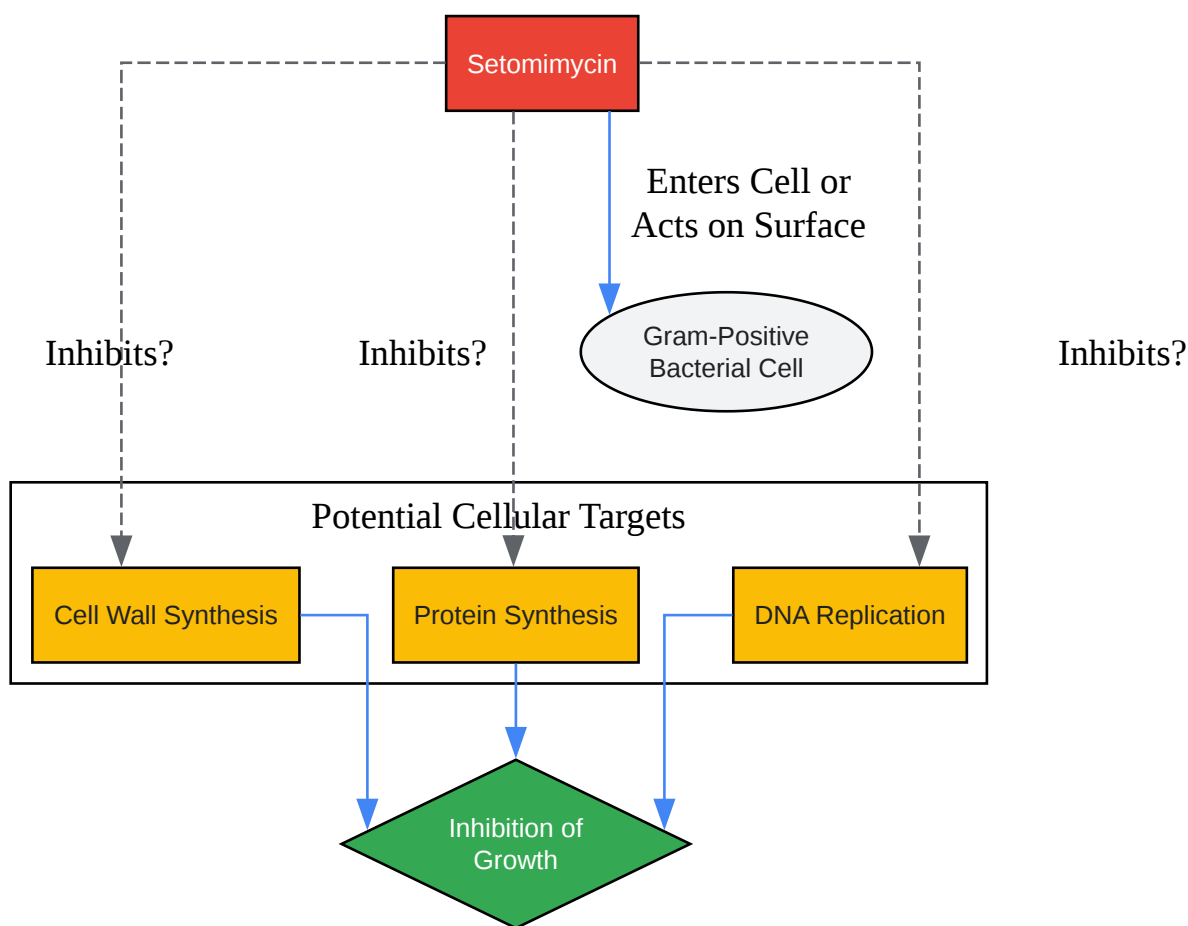 Setomimycin
Enters Cell or
Acts on Surface
Inhibits?
Inhibits?
Gram-Positive
Bacterial Cell
Inhibits?
Potential Cellular Targets
Cell Wall Synthesis
Protein Synthesis
DNA Replication
Inhibition of
Growth